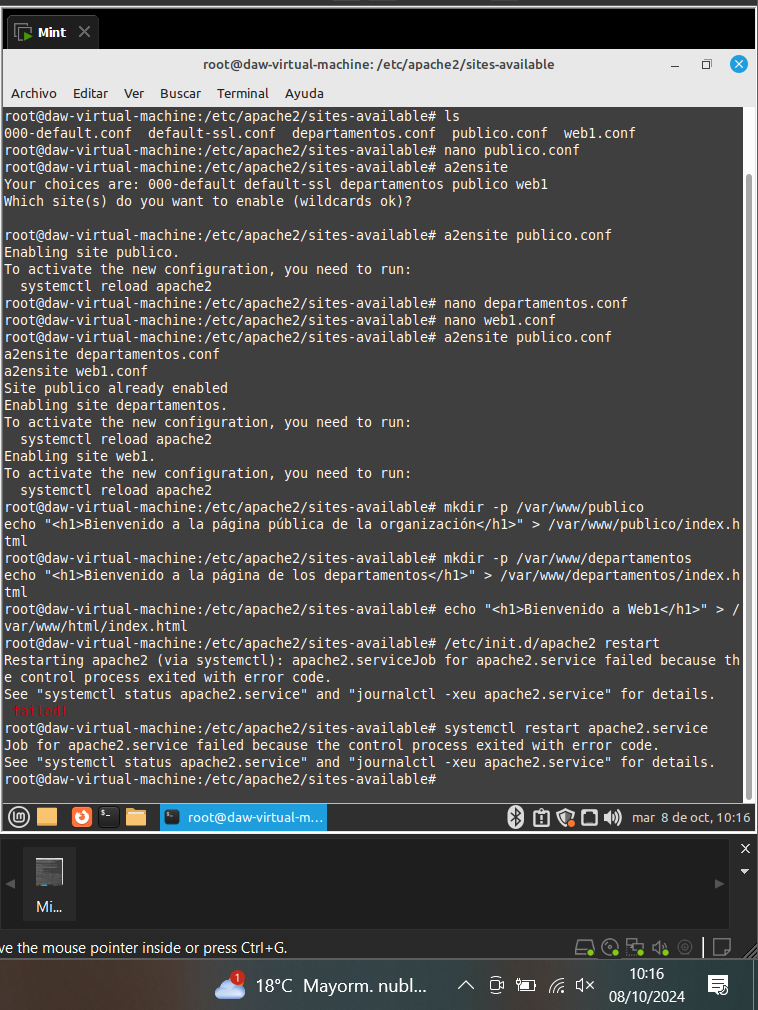 Mint
root@daw-virtual-machine: /etc/apache2/sites-available
Archivo Editar Ver Buscar Terminal Ayuda
root@daw-virtual-machine:/etc/apache2/sites-available# ls
000-default.conf  default-ssl.conf  departamentos.conf  publico.conf  web1.conf
root@daw-virtual-machine:/etc/apache2/sites-available# nano publico.conf
root@daw-virtual-machine:/etc/apache2/sites-available# a2ensite
Your choices are: 000-default default-ssl departamentos publico web1
Which site(s) do you want to enable (wildcards ok)?
root@daw-virtual-machine:/etc/apache2/sites-available# a2ensite publico.conf
Enabling site publico.
To activate the new configuration, you need to run:
  systemctl reload apache2
root@daw-virtual-machine:/etc/apache2/sites-available# nano departamentos.conf
root@daw-virtual-machine:/etc/apache2/sites-available# nano web1.conf
root@daw-virtual-machine:/etc/apache2/sites-available# a2ensite publico.conf
a2ensite departamentos.conf
a2ensite web1.conf
Site publico already enabled
Enabling site departamentos.
To activate the new configuration, you need to run:
  systemctl reload apache2
Enabling site web1.
To activate the new configuration, you need to run:
  systemctl reload apache2
root@daw-virtual-machine:/etc/apache2/sites-available# mkdir -p /var/www/publico
echo "<h1>Bienvenido a la página pública de la organización</h1>" > /var/www/publico/index.h
tml
root@daw-virtual-machine:/etc/apache2/sites-available# mkdir -p /var/www/departamentos
echo "<h1>Bienvenido a la página de los departamentos</h1>" > /var/www/departamentos/index.h
tml
root@daw-virtual-machine:/etc/apache2/sites-available# echo "<h1>Bienvenido a Web1</h1>" > /
var/www/html/index.html
root@daw-virtual-machine:/etc/apache2/sites-available# /etc/init.d/apache2 restart
Restarting apache2 (via systemctl): apache2.serviceJob for apache2.service failed because th
e control process exited with error code.
See "systemctl status apache2.service" and "journalctl -xeu apache2.service" for details.
 failed!
root@daw-virtual-machine:/etc/apache2/sites-available# systemctl restart apache2.service
Job for apache2.service failed because the control process exited with error code.
See "systemctl status apache2.service" and "journalctl -xeu apache2.service" for details.
root@daw-virtual-machine:/etc/apache2/sites-available#
root@daw-virtual-m...
mar 8 de oct, 10:16
Mi...
ve the mouse pointer inside or press Ctrl+G.
1
18°C Mayorm. nubl...
10:16
08/10/2024